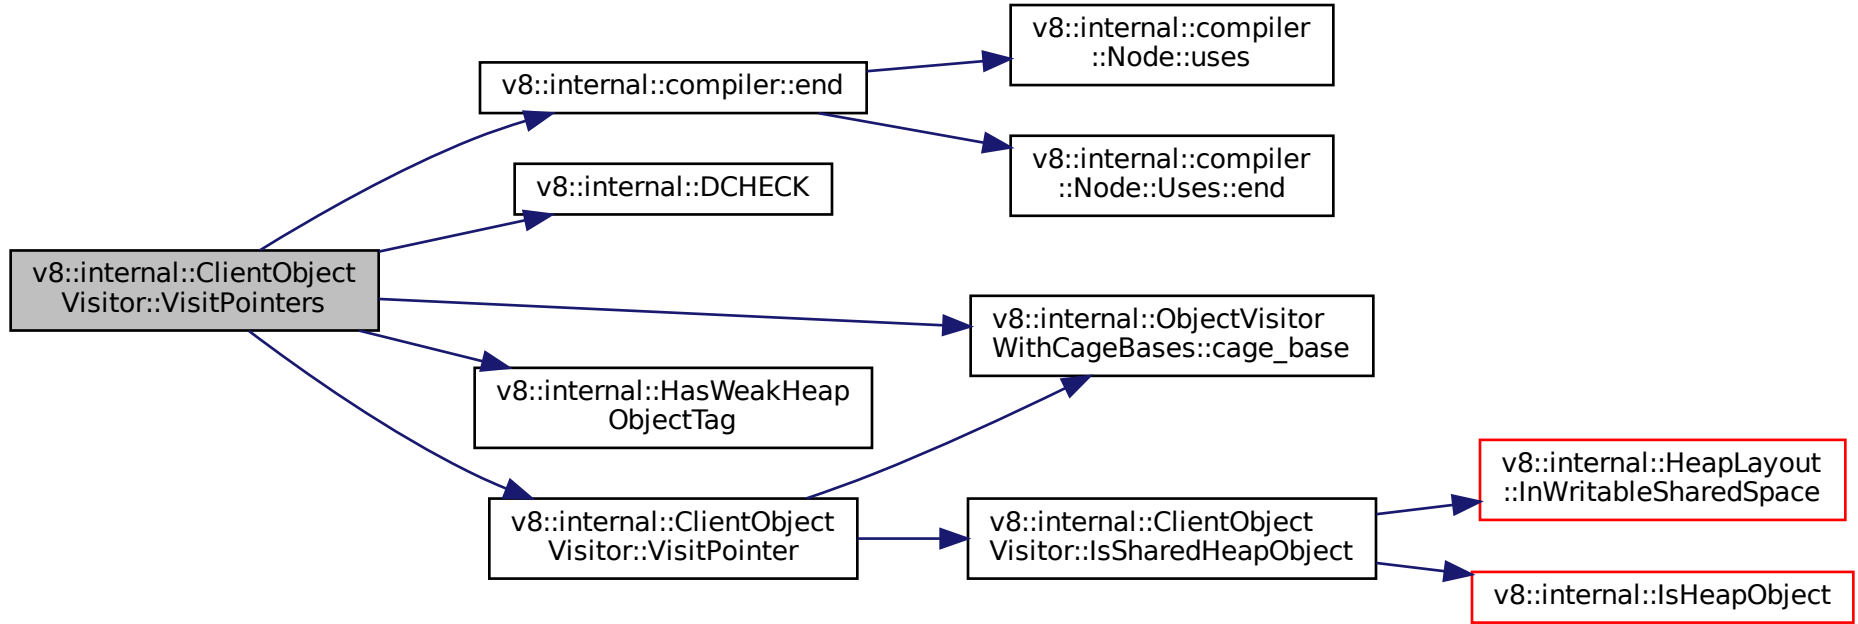 v8::internal::ClientObject
Visitor::VisitPointers
v8::internal::compiler::end
v8::internal::compiler
::Node::uses
v8::internal::compiler
::Node::Uses::end
v8::internal::DCHECK
v8::internal::ObjectVisitor
WithCageBases::cage_base
v8::internal::HasWeakHeap
ObjectTag
v8::internal::ClientObject
Visitor::VisitPointer
v8::internal::ClientObject
Visitor::IsSharedHeapObject
v8::internal::HeapLayout
::InWritableSharedSpace
v8::internal::IsHeapObject